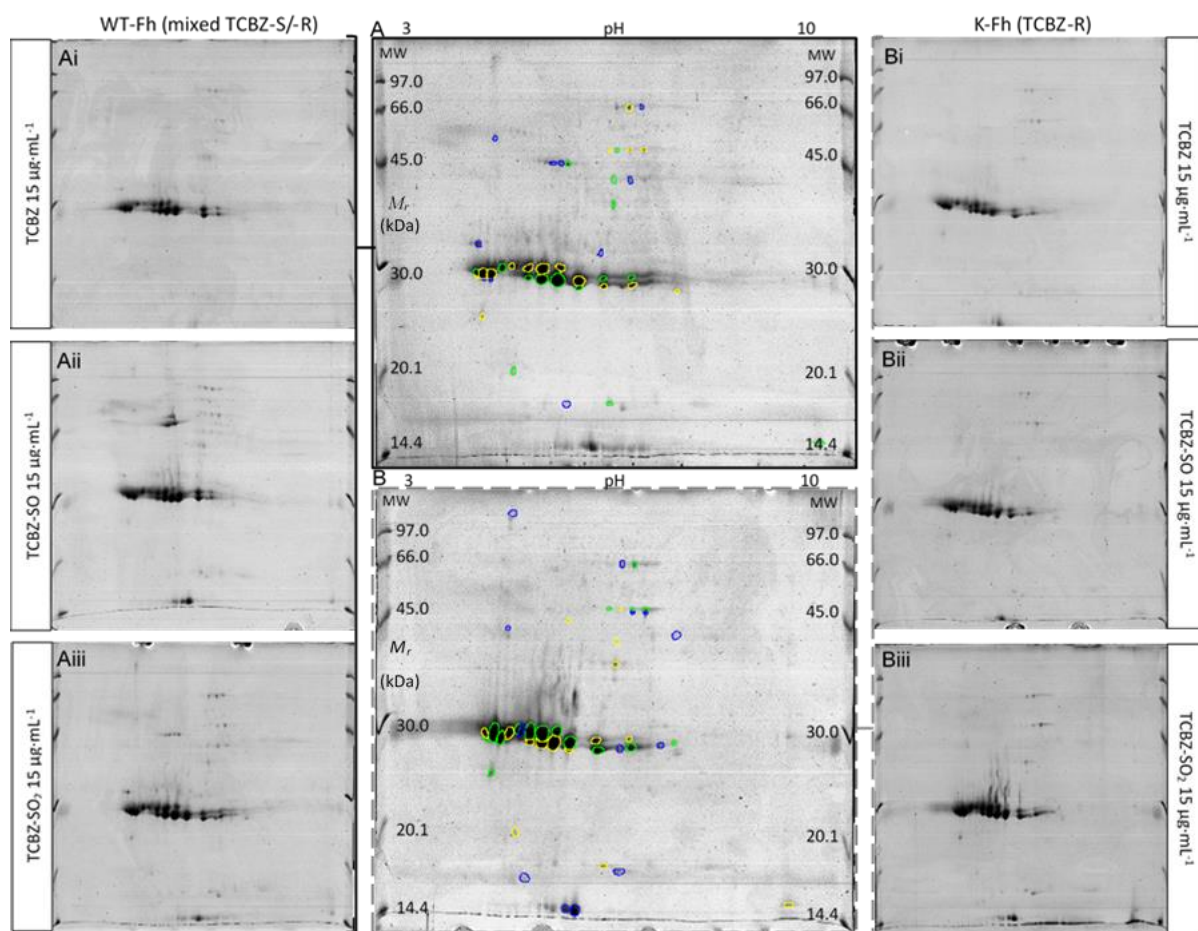 WT-Fh (mixed TCBZ-S/-R)
A 3 pH 10
K-Fh (TCBZ-R)
Ai
TCBZ 15 µg·mL⁻¹
Aii
TCBZ-SO 15 µg·mL⁻¹
Aiii
TCBZ-SO₂ 15 µg·mL⁻¹
MW MW
97.0 97.0
66.0 66.0
45.0 45.0
Mr
(kDa)
30.0 30.0
20.1 20.1
14.4 14.4
B 3 pH 10
MW MW
97.0 97.0
66.0 66.0
45.0 45.0
Mr
(kDa)
30.0 30.0
20.1 20.1
14.4 14.4
Bi
TCBZ 15 µg·mL⁻¹
Bii
TCBZ-SO 15 µg·mL⁻¹
Biii
TCBZ-SO₂ 15 µg·mL⁻¹